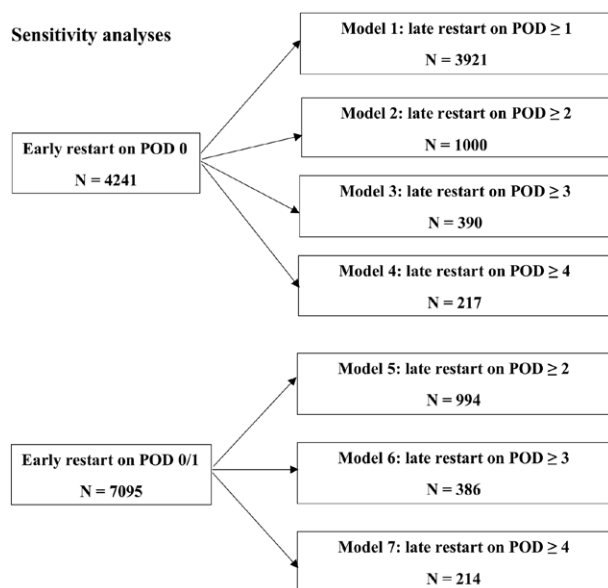 Sensitivity analyses
Model 1: late restart on POD ≥ 1
N = 3921
Model 2: late restart on POD ≥ 2
N = 1000
Early restart on POD 0
N = 4241
Model 3: late restart on POD ≥ 3
N = 390
Model 4: late restart on POD ≥ 4
N = 217
Model 5: late restart on POD ≥ 2
N = 994
Early restart on POD 0/1
N = 7095
Model 6: late restart on POD ≥ 3
N = 386
Model 7: late restart on POD ≥ 4
N = 214